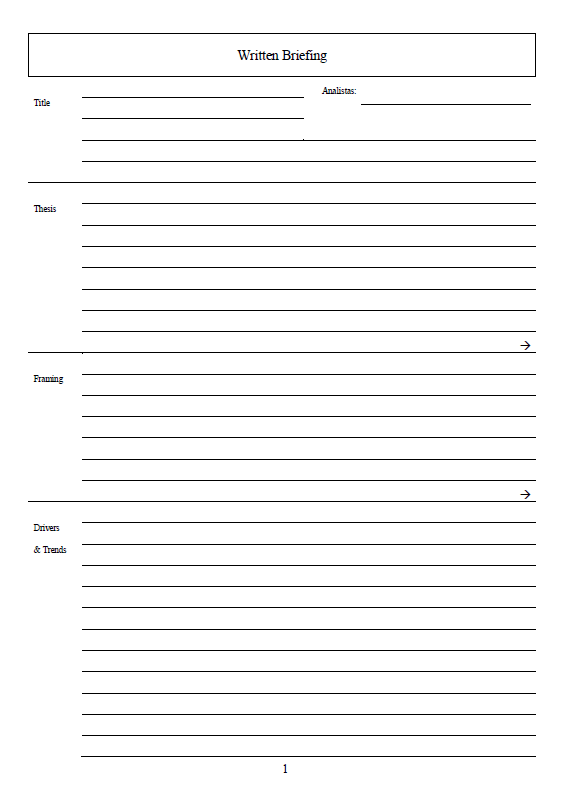 Written Briefing
Analistas:
Title
Thesis
→
Framing
→
Drivers
& Trends
1